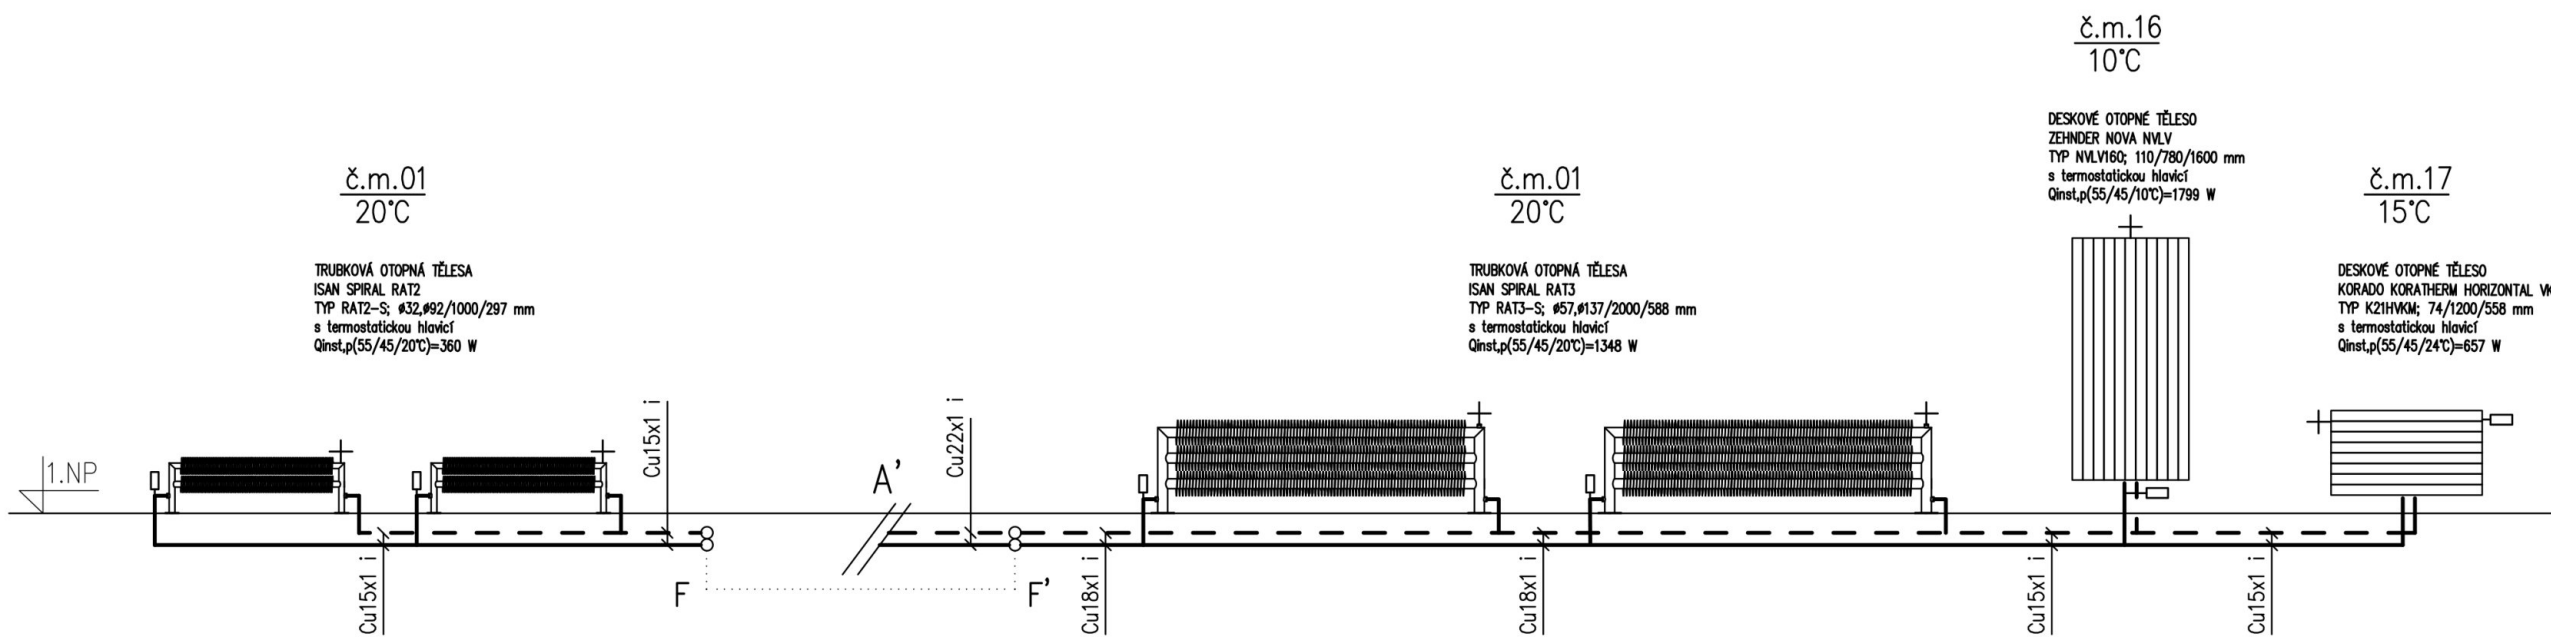 č.m.16
10°C
DESKOVÉ OTOPNÉ TĚLESO
ZEHNDER NOVA NVLV
TYP NVLV160; 110/780/1600 mm
s termostatickou hlavicí
Qinst,p(55/45/10°C)=1799 W
č.m.01
20°C
TRUBKOVÁ OTOPNÁ TĚLESA
ISAN SPIRAL RAT2
TYP RAT2-S; ø32,ø92/1000/297 mm
s termostatickou hlavicí
Qinst,p(55/45/20°C)=360 W
č.m.01
20°C
TRUBKOVÁ OTOPNÁ TĚLESA
ISAN SPIRAL RAT3
TYP RAT3-S; ø57,ø137/2000/588 mm
s termostatickou hlavicí
Qinst,p(55/45/20°C)=1348 W
č.m.17
15°C
DESKOVÉ OTOPNÉ TĚLESO
KORADO KORATHERM HORIZONTAL VK
TYP K21HVKM; 74/1200/558 mm
s termostatickou hlavicí
Qinst,p(55/45/24°C)=657 W
1.NP
Cu15x1 i
Cu22x1 i
A'
F
F'
Cu15x1 i
Cu18x1 i
Cu18x1 i
Cu15x1 i
Cu15x1 i